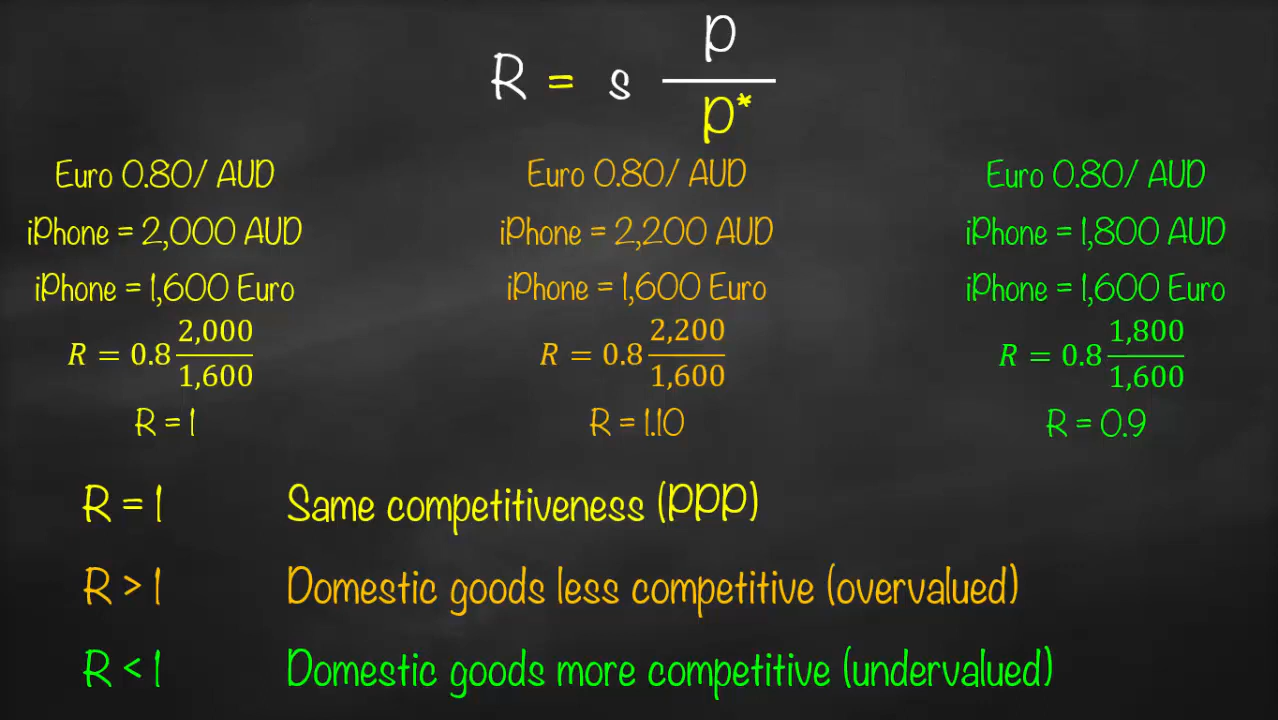 R = s p / p*
Euro 0.80/ AUD
iPhone = 2,000 AUD
iPhone = 1,600 Euro
R = 0.8 2,000 / 1,600
R = 1
Euro 0.80/ AUD
iPhone = 2,200 AUD
iPhone = 1,600 Euro
R = 0.8 2,200 / 1,600
R = 1.10
Euro 0.80/ AUD
iPhone = 1,800 AUD
iPhone = 1,600 Euro
R = 0.8 1,800 / 1,600
R = 0.9
R = 1 Same competitiveness (PPP)
R > 1 Domestic goods less competitive (overvalued)
R < 1 Domestic goods more competitive (undervalued)